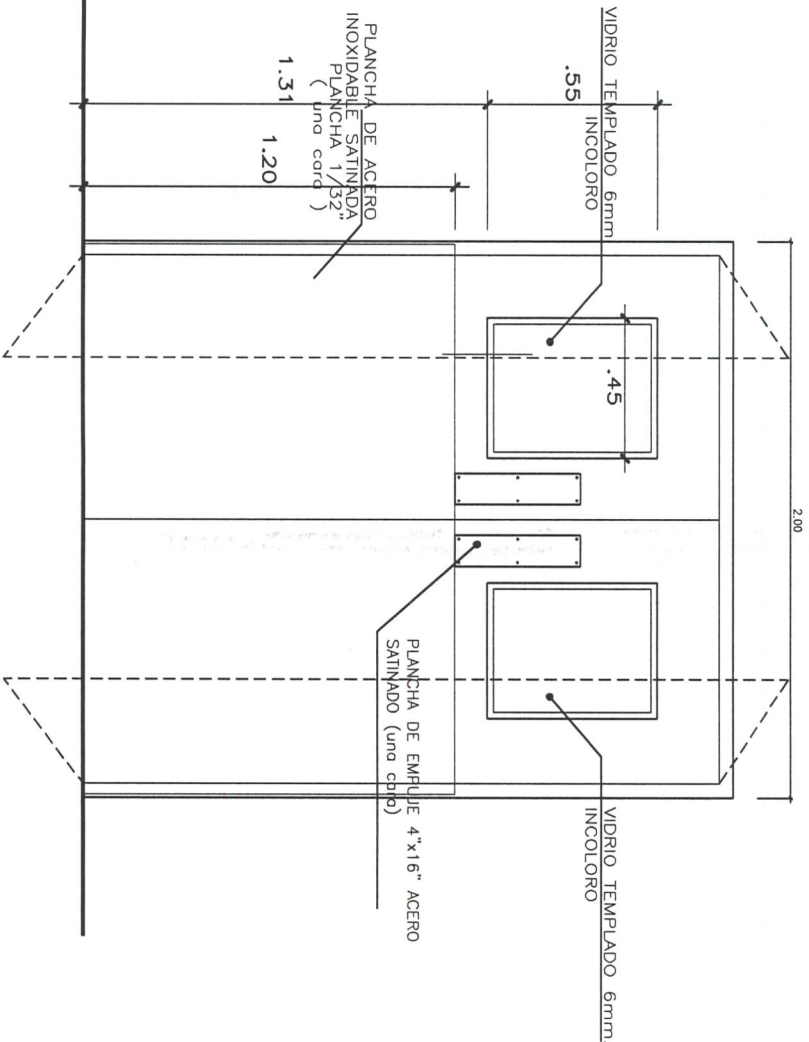 VIDRIO TEMPLADO 6mm
INCOLORO
.55
PLANCHA DE ACERO
INOXIDABLE SATINADA
PLANCHA 1/32"
( una cara )
1.31
1.20
.45
2.00
PLANCHA DE EMPUJE 4"x16" ACERO
SATINADO (una cara)
VIDRIO TEMPLADO 6mm.
INCOLORO